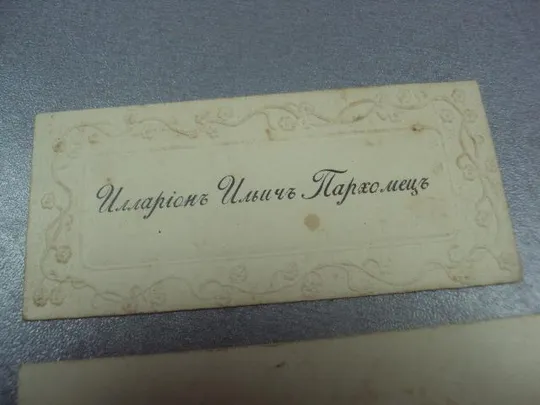 Илларіонъ Ильичъ Пархомецъ